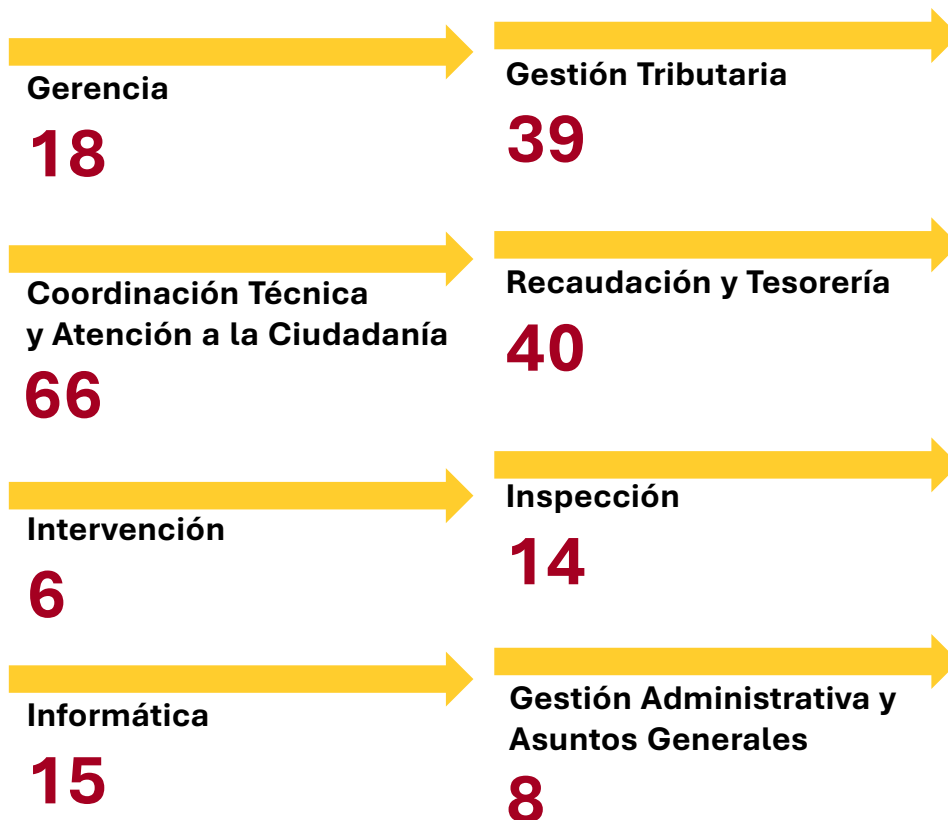 Gerencia
18
Gestión Tributaria
39
Coordinación Técnica
y Atención a la Ciudadanía
66
Recaudación y Tesorería
40
Intervención
6
Inspección
14
Informática
15
Gestión Administrativa y
Asuntos Generales
8